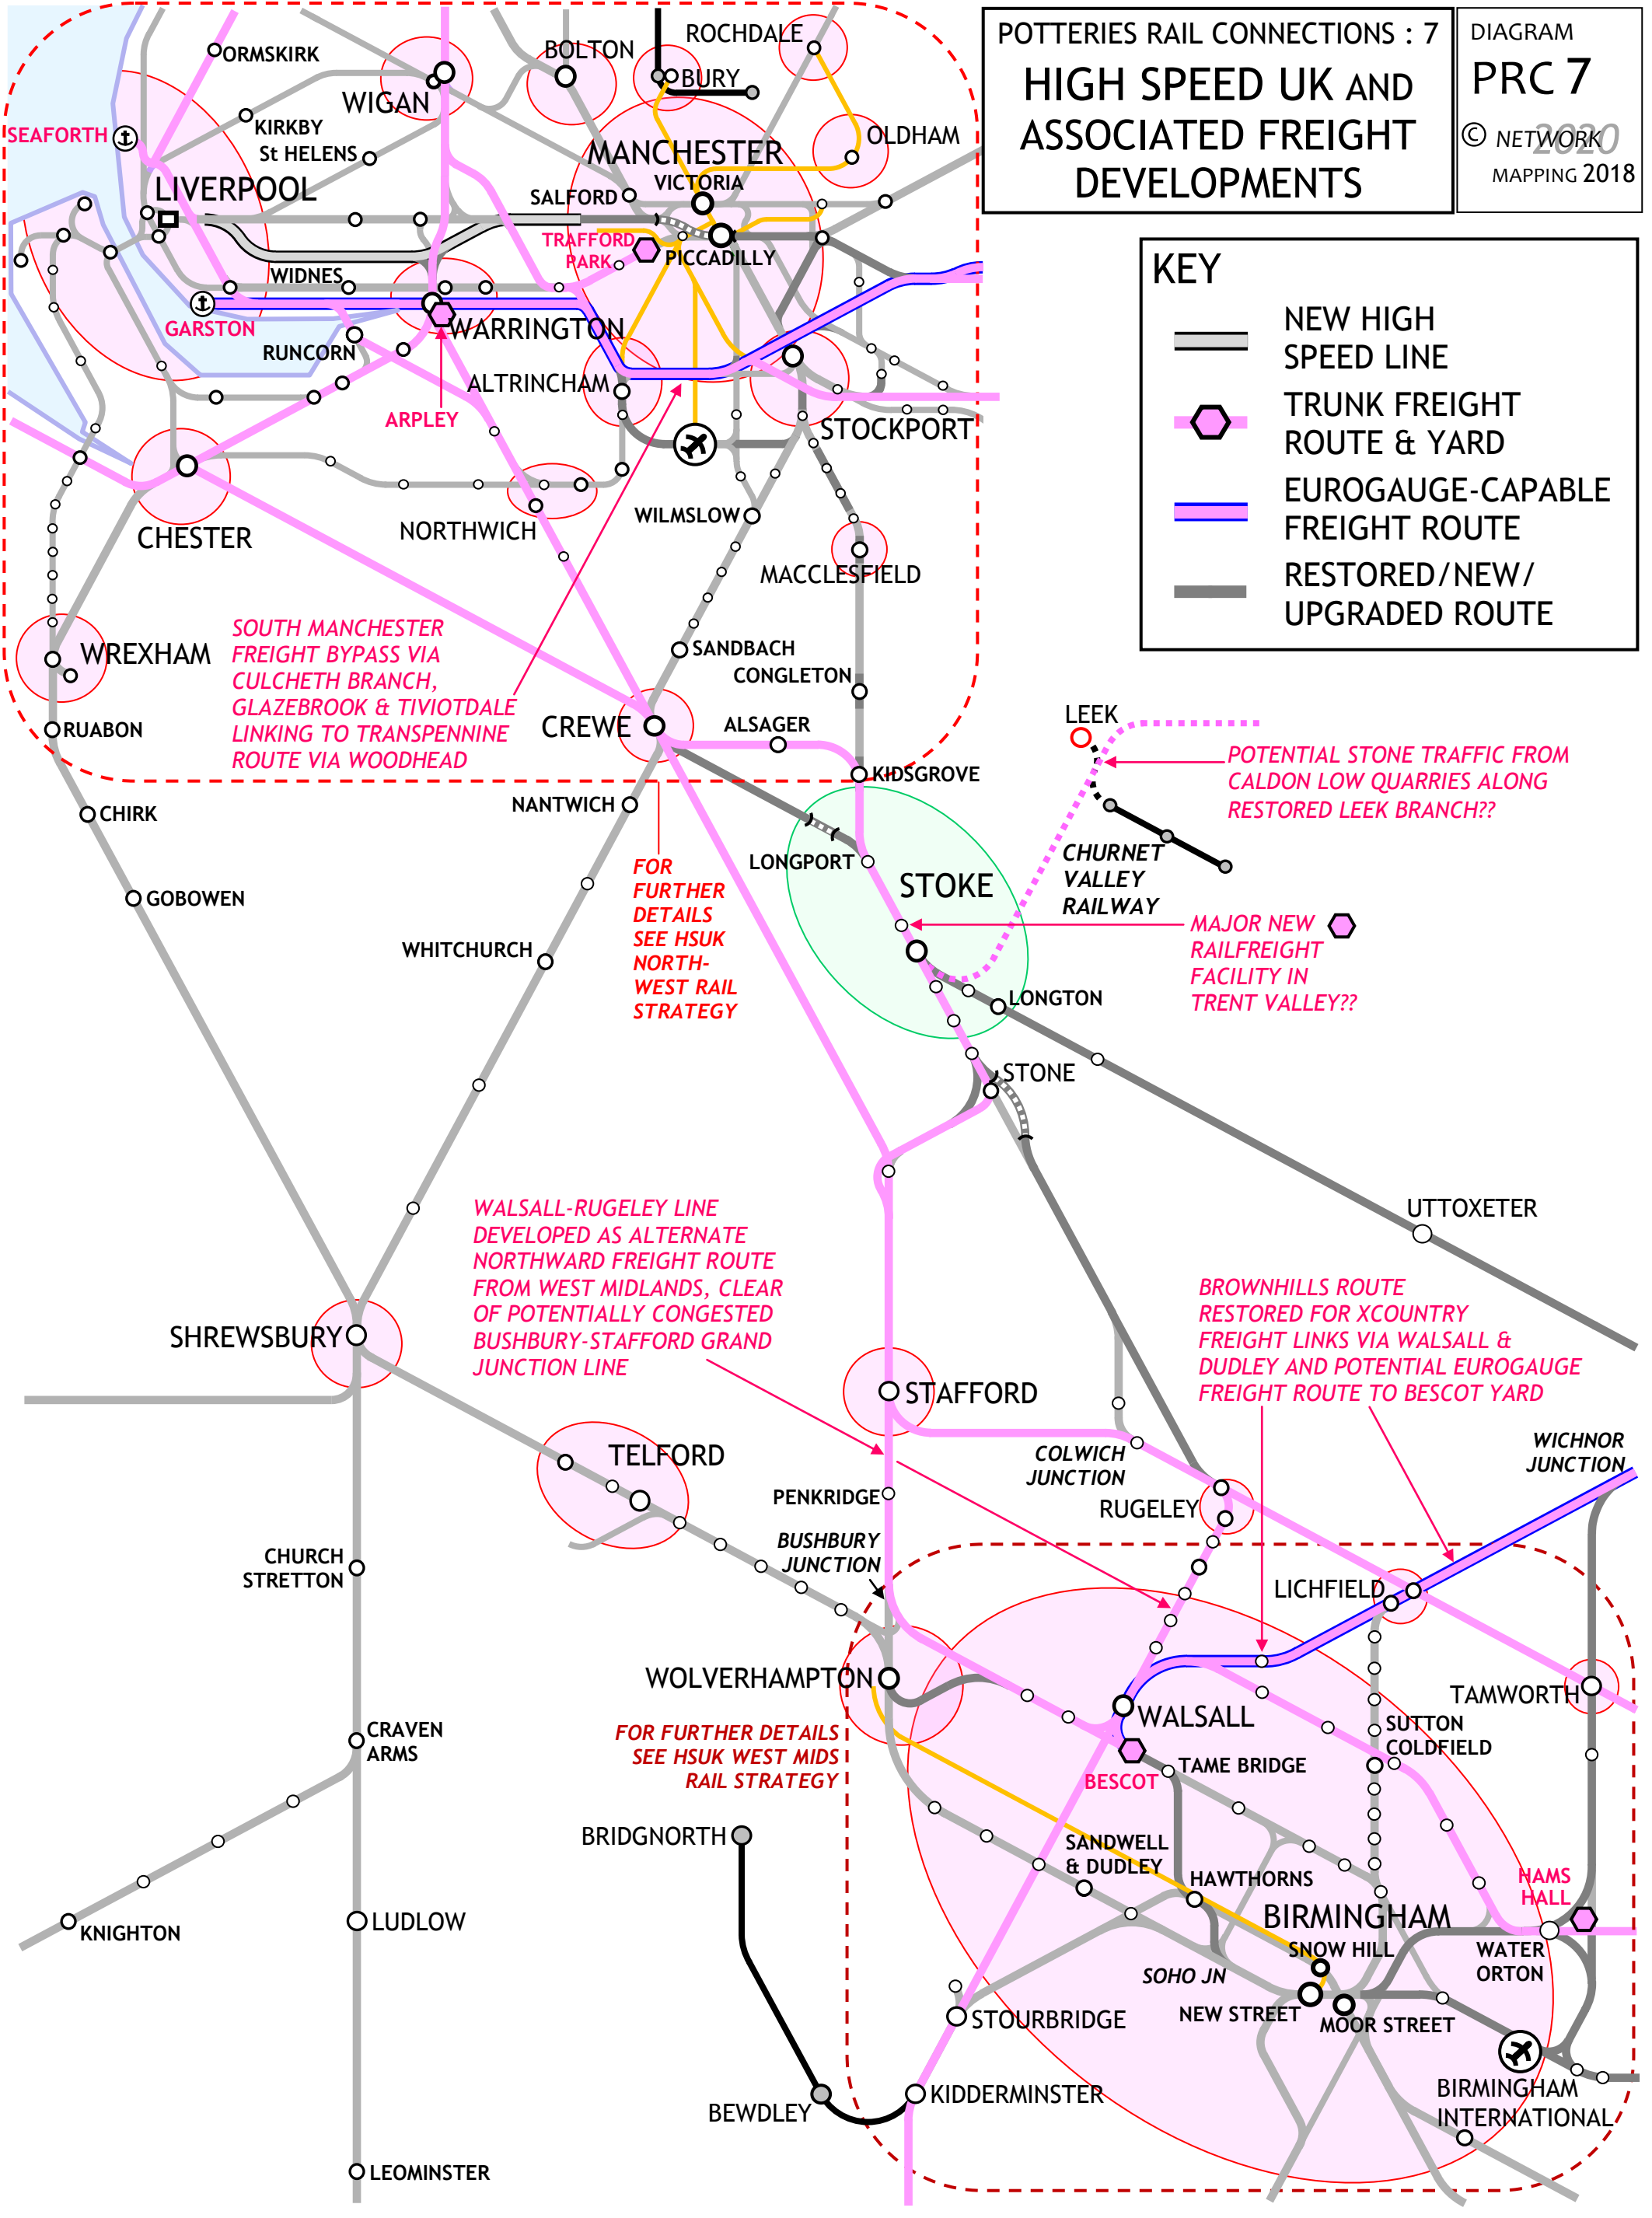 POTTERIES RAIL CONNECTIONS : 7
HIGH SPEED UK AND
ASSOCIATED FREIGHT
DEVELOPMENTS
DIAGRAM
PRC 7
© NETWORK
2020
MAPPING 2018
KEY
NEW HIGH
SPEED LINE
TRUNK FREIGHT
ROUTE & YARD
EUROGAUGE-CAPABLE
FREIGHT ROUTE
RESTORED/NEW/
UPGRADED ROUTE
ORMSKIRK
WIGAN
BOLTON
ROCHDALE
BURY
SEAFORTH
KIRKBY
St HELENS
OLDHAM
MANCHESTER
VICTORIA
LIVERPOOL
SALFORD
TRAFFORD
PARK
PICCADILLY
WIDNES
GARSTON
WARRINGTON
RUNCORN
ALTRINCHAM
ARPLEY
STOCKPORT
CHESTER
NORTHWICH
WILMSLOW
MACCLESFIELD
SOUTH MANCHESTER
FREIGHT BYPASS VIA
CULCHETH BRANCH,
GLAZEBROOK & TIVIOTDALE
LINKING TO TRANSPENNINE
ROUTE VIA WOODHEAD
WREXHAM
SANDBACH
CONGLETON
RUABON
CREWE
ALSAGER
LEEK
POTENTIAL STONE TRAFFIC FROM
CALDON LOW QUARRIES ALONG
RESTORED LEEK BRANCH??
KIDSGROVE
CHIRK
NANTWICH
FOR
FURTHER
DETAILS
SEE HSUK
NORTH-
WEST RAIL
STRATEGY
LONGPORT
STOKE
CHURNET
VALLEY
RAILWAY
GOBOWEN
MAJOR NEW
RAILFREIGHT
FACILITY IN
TRENT VALLEY??
WHITCHURCH
LONGTON
STONE
UTTOXETER
WALSALL-RUGELEY LINE
DEVELOPED AS ALTERNATE
NORTHWARD FREIGHT ROUTE
FROM WEST MIDLANDS, CLEAR
OF POTENTIALLY CONGESTED
BUSHBURY-STAFFORD GRAND
JUNCTION LINE
BROWNHILLS ROUTE
RESTORED FOR XCOUNTRY
FREIGHT LINKS VIA WALSALL &
DUDLEY AND POTENTIAL EUROGAUGE
FREIGHT ROUTE TO BESCOT YARD
SHREWSBURY
STAFFORD
TELFORD
COLWICH
JUNCTION
WICHNOR
JUNCTION
PENKRIDGE
RUGELEY
BUSHBURY
JUNCTION
CHURCH
STRETTON
LICHFIELD
WOLVERHAMPTON
TAMWORTH
WALSALL
CRAVEN
ARMS
FOR FURTHER DETAILS
SEE HSUK WEST MIDS
RAIL STRATEGY
SUTTON
COLDFIELD
TAME BRIDGE
BESCOT
BRIDGNORTH
SANDWELL
& DUDLEY
HAWTHORNS
HAMS
HALL
KNIGHTON
LUDLOW
BIRMINGHAM
SNOW HILL
WATER
ORTON
SOHO JN
NEW STREET
MOOR STREET
STOURBRIDGE
BEWDLEY
KIDDERMINSTER
BIRMINGHAM
INTERNATIONAL
LEOMINSTER